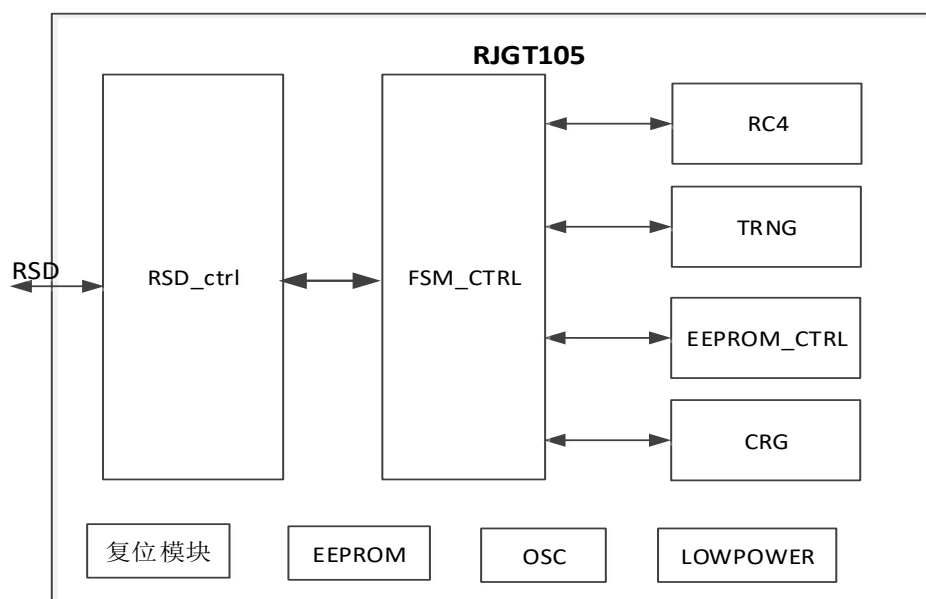 RJGT105
RC4
TRNG
RSD
RSD_ctrl
FSM_CTRL
EEPROM_CTRL
CRG
复位模块
EEPROM
OSC
LOWPOWER